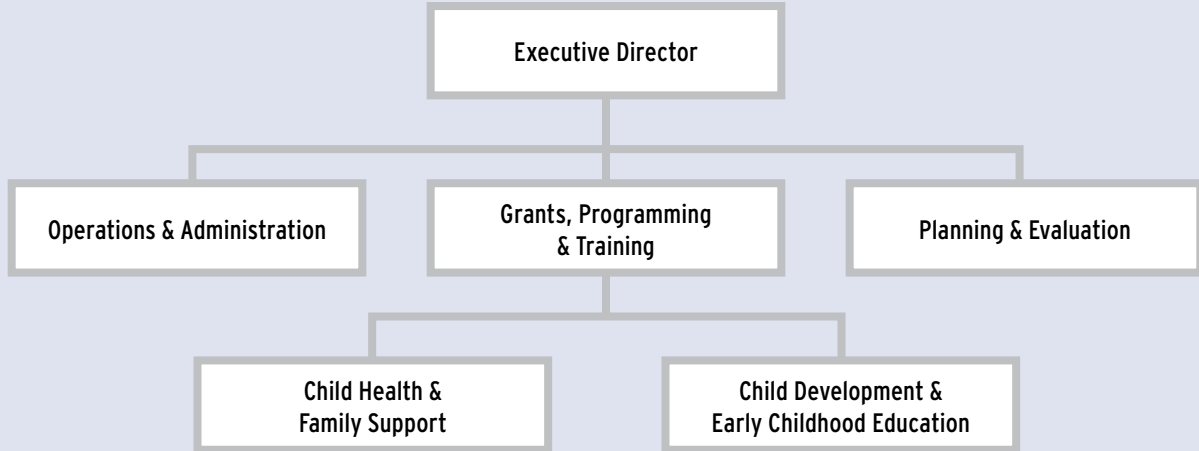 Executive Director
Operations & Administration
Grants, Programming
& Training
Planning & Evaluation
Child Health &
Family Support
Child Development &
Early Childhood Education